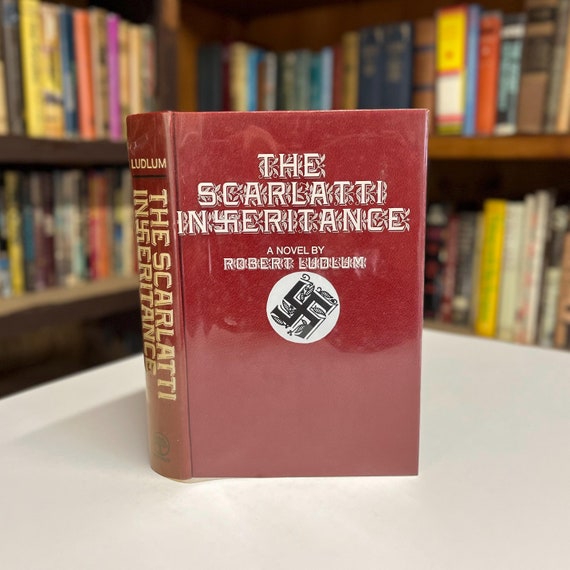 LUDLUM
THE SCARLATTI
INHERITANCE
THE
SCARLATTI
INHERITANCE
A NOVEL BY
ROBERT LUDLUM